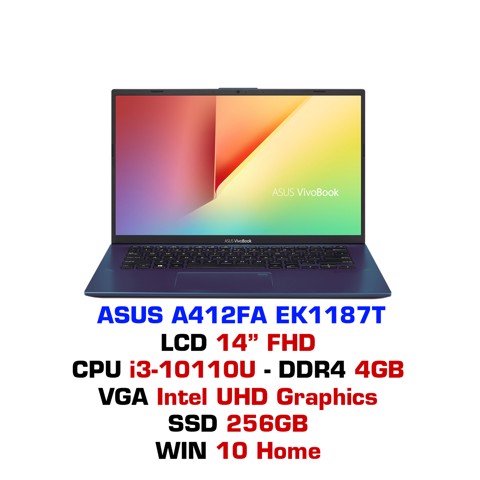 ASUS VivoBook
ASUS VivoBook
ASUS A412FA EK1187T
LCD 14” FHD
CPU i3-10110U - DDR4 4GB
VGA Intel UHD Graphics
SSD 256GB
WIN 10 Home